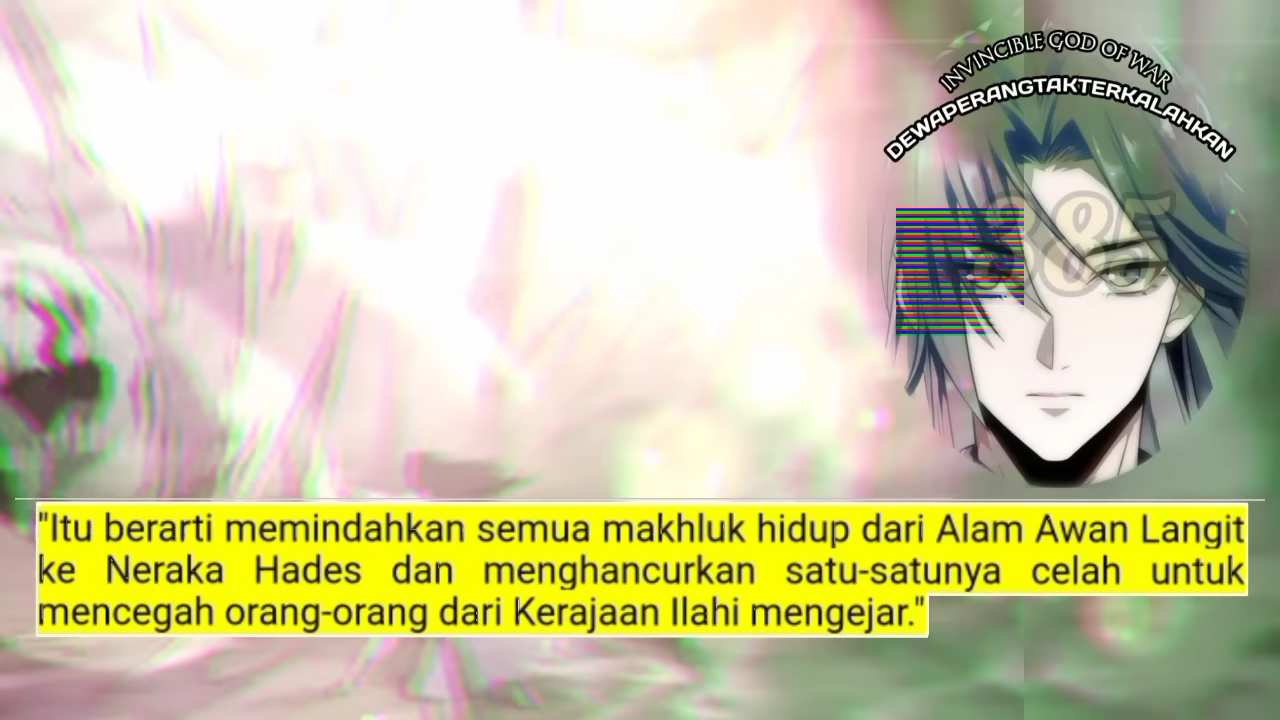 INVINCIBLE GOD OF WAR
DEWAPERANGTAKTERKALAHKAN
385
"Itu berarti memindahkan semua makhluk hidup dari Alam Awan Langit
ke Neraka Hades dan menghancurkan satu-satunya celah untuk
mencegah orang-orang dari Kerajaan Ilahi mengejar."